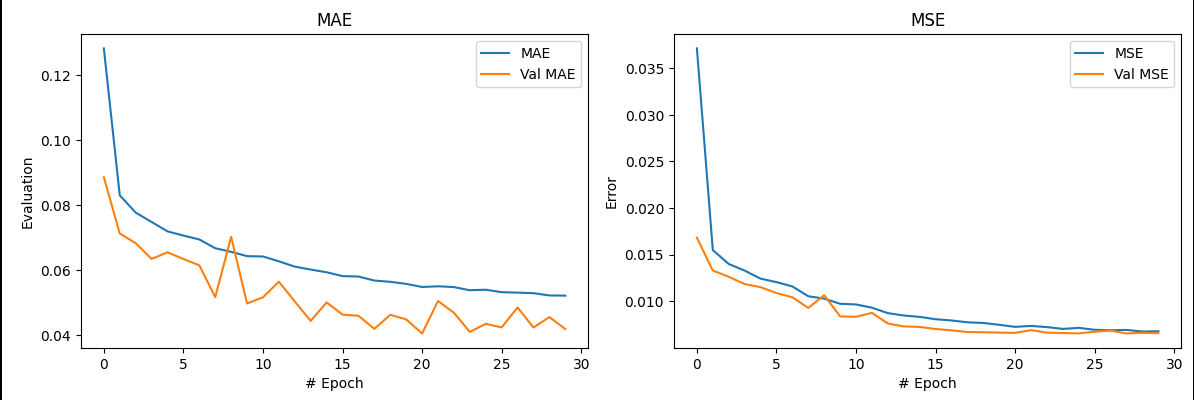 MAE
MAE
Val MAE
Evaluation
0.12
0.10
0.08
0.06
0.04
0 5 10 15 20 25 30
# Epoch
MSE
MSE
Val MSE
Error
0.035
0.030
0.025
0.020
0.015
0.010
0 5 10 15 20 25 30
# Epoch